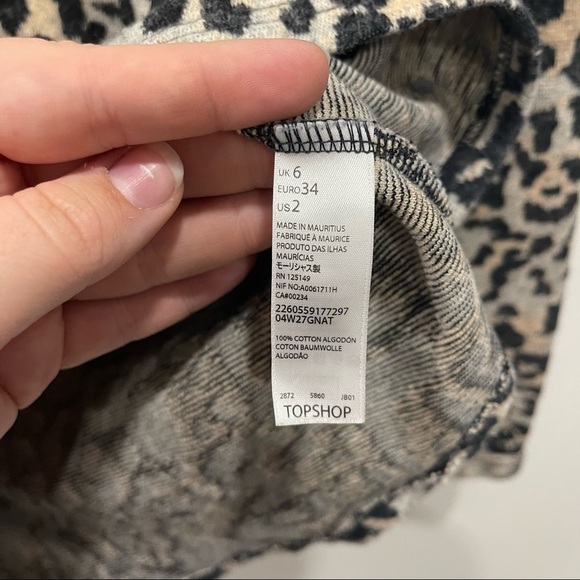 UK 6
EURO34
US 2
MADE IN MAURITIUS
FABRIQUÉ À MAURICE
PRODUTO DAS ILHAS
MAURÍCIAS
モーリシャス製
RN 125149
NIF NO:A0061711H
CA#00234
2260559177297
04W27GNAT
100% COTTON ALGODON
COTON BAUMWOLLE
ALGODÃO
2872 5860 /B01
TOPSHOP